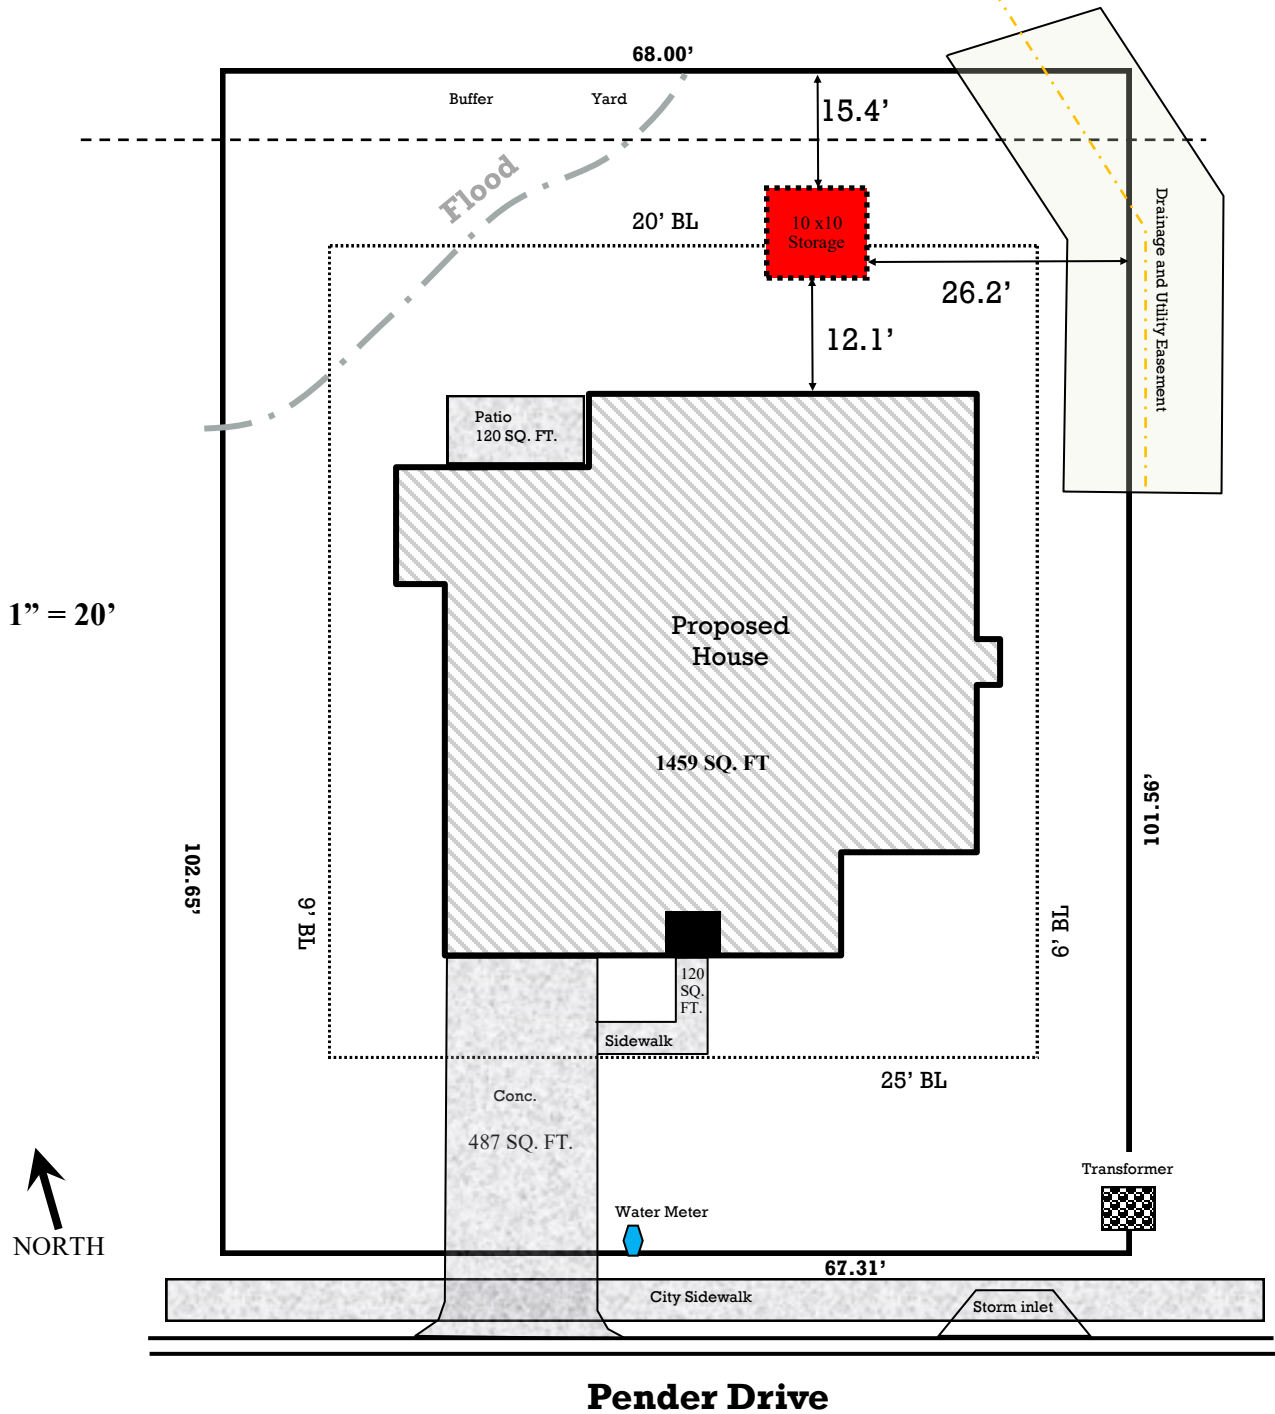 68.00'
Buffer Yard
15.4'
Flood
20' BL
10 x10
Storage
26.2'
Drainage and Utility Easement
12.1'
Patio
120 SQ. FT.
1” = 20’
Proposed
House
1459 SQ. FT
102.65'
101.56'
9' BL
6' BL
120
SQ.
FT.
Sidewalk
25' BL
Conc.
487 SQ. FT.
Transformer
Water Meter
NORTH
67.31'
City Sidewalk
Storm inlet
Pender Drive